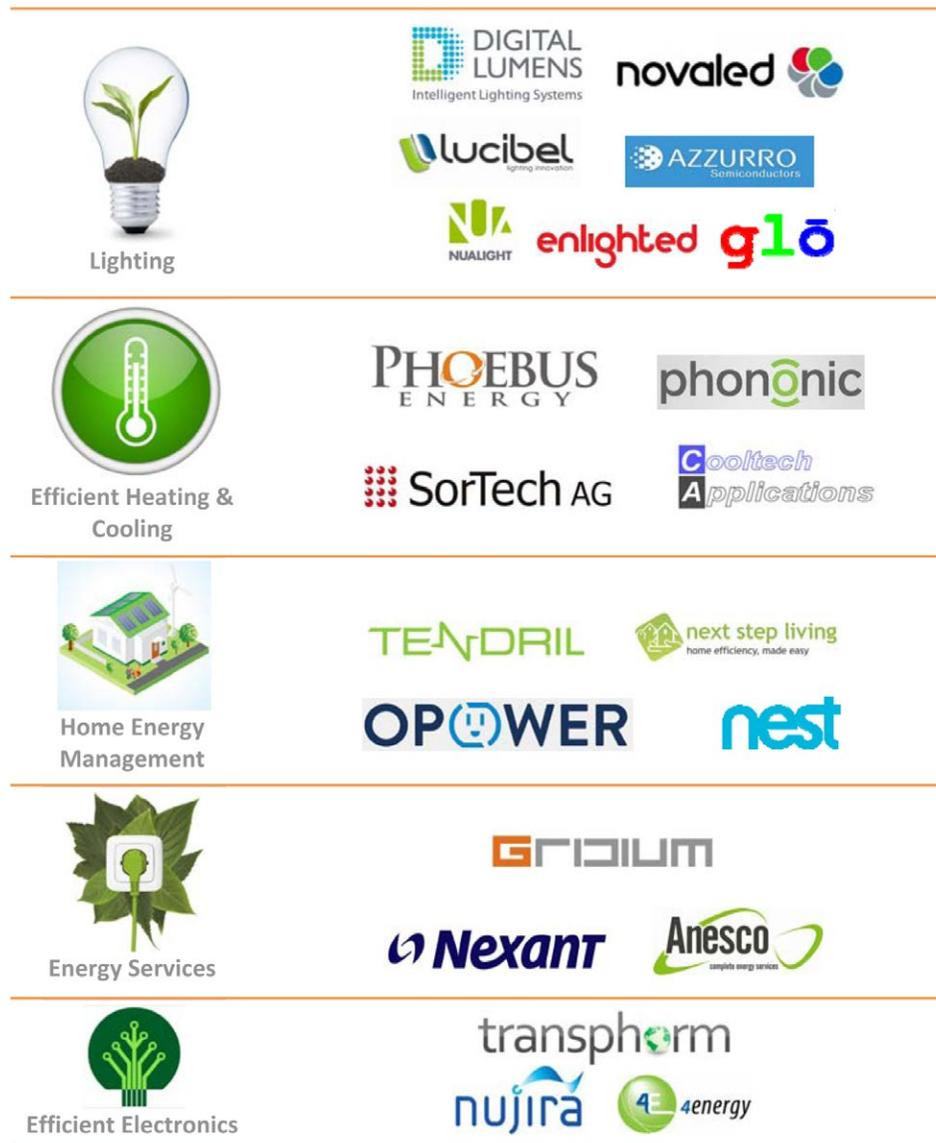 DIGITAL
LUMENS
Intelligent Lighting Systems
novaled
lucibel
lighting innovation
AZZURRO
Semiconductors
NUA
NUALIGHT
enlighted
glō
Lighting
PHOEBUS
ENERGY
phononic
SorTech AG
Cooltech
Applications
Efficient Heating &
Cooling
TENDRIL
next step living
home efficiency, made easy
OPOWER
nest
Home Energy
Management
GRIDIUM
NEXANT
Anesco
complete energy services
Energy Services
transphorm
nujira
4E 4energy
Efficient Electronics